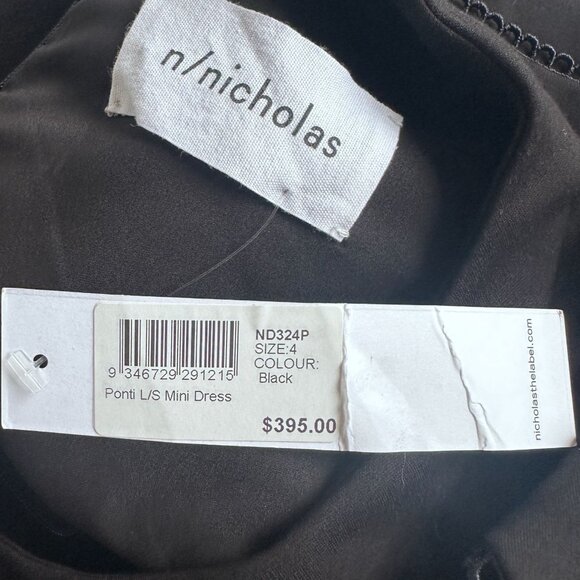 n/nicholas
ND324P
SIZE:4
COLOUR:
Black
9 346729 291215
Ponti L/S Mini Dress
$395.00
nicholasthelabel.com